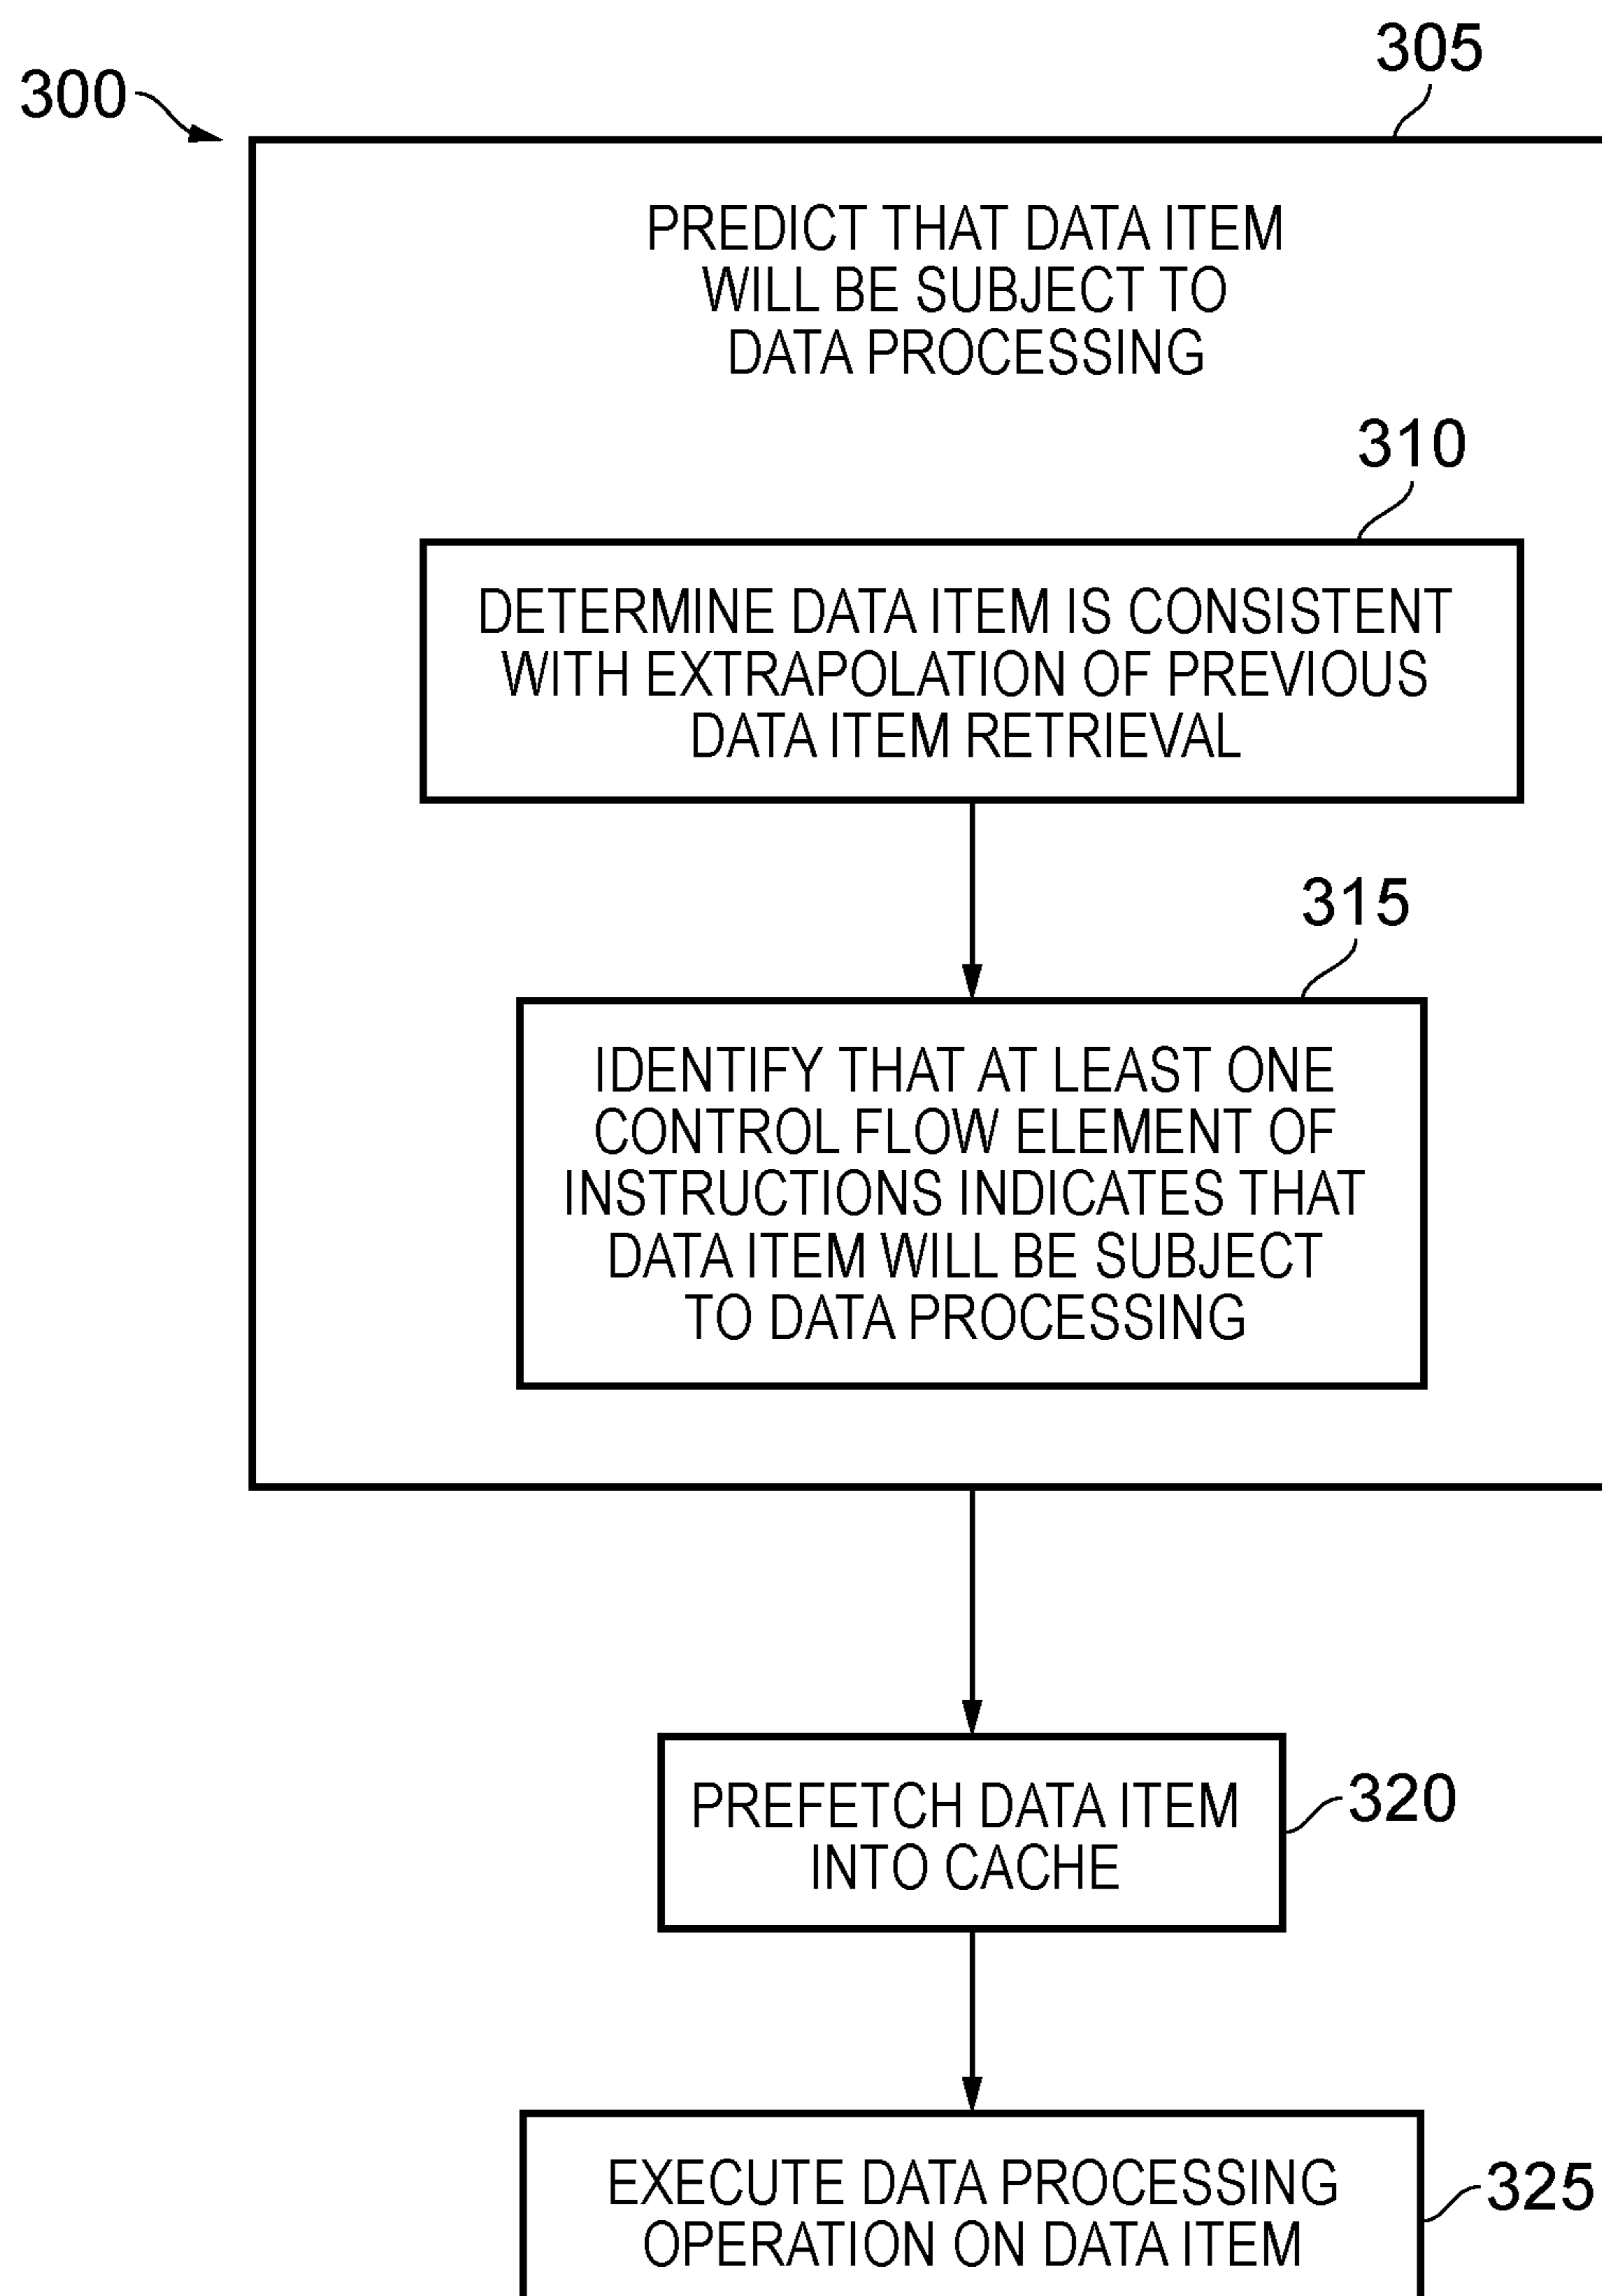 300
305
PREDICT THAT DATA ITEM
WILL BE SUBJECT TO
DATA PROCESSING
310
DETERMINE DATA ITEM IS CONSISTENT
WITH EXTRAPOLATION OF PREVIOUS
DATA ITEM RETRIEVAL
315
IDENTIFY THAT AT LEAST ONE
CONTROL FLOW ELEMENT OF
INSTRUCTIONS INDICATES THAT
DATA ITEM WILL BE SUBJECT
TO DATA PROCESSING
PREFETCH DATA ITEM
INTO CACHE
320
EXECUTE DATA PROCESSING
OPERATION ON DATA ITEM
325